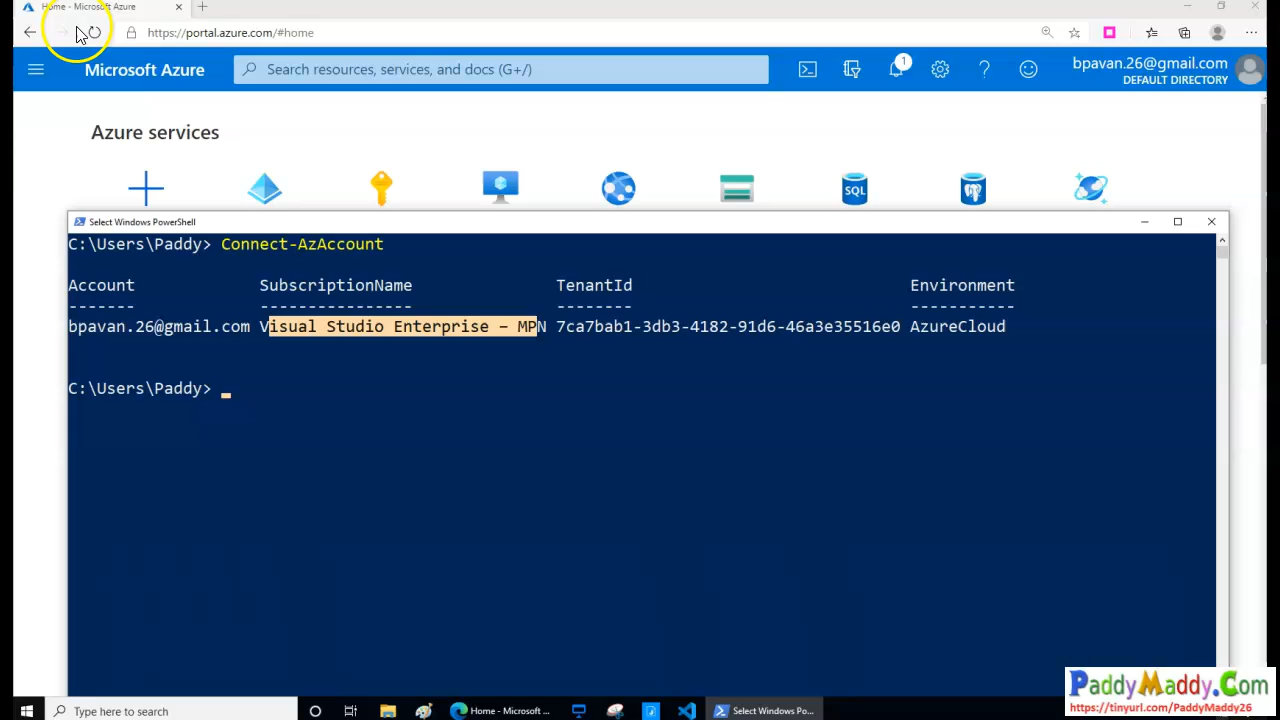 Home - Microsoft Azure
https://portal.azure.com/#home
Microsoft Azure
Search resources, services, and docs (G+/)
1
bpavan.26@gmail.com
DEFAULT DIRECTORY
Azure services
SQL
Select Windows PowerShell
C:\Users\Paddy> Connect-AzAccount
Account SubscriptionName TenantId Environment
------- ---------------- -------- -----------
bpavan.26@gmail.com Visual Studio Enterprise – MPN 7ca7bab1-3db3-4182-91d6-46a3e35516e0 AzureCloud
C:\Users\Paddy>
PaddyMaddy.Com
https://tinyurl.com/PaddyMaddy26
Type here to search
Home - Microsoft ...
Select Windows Po...